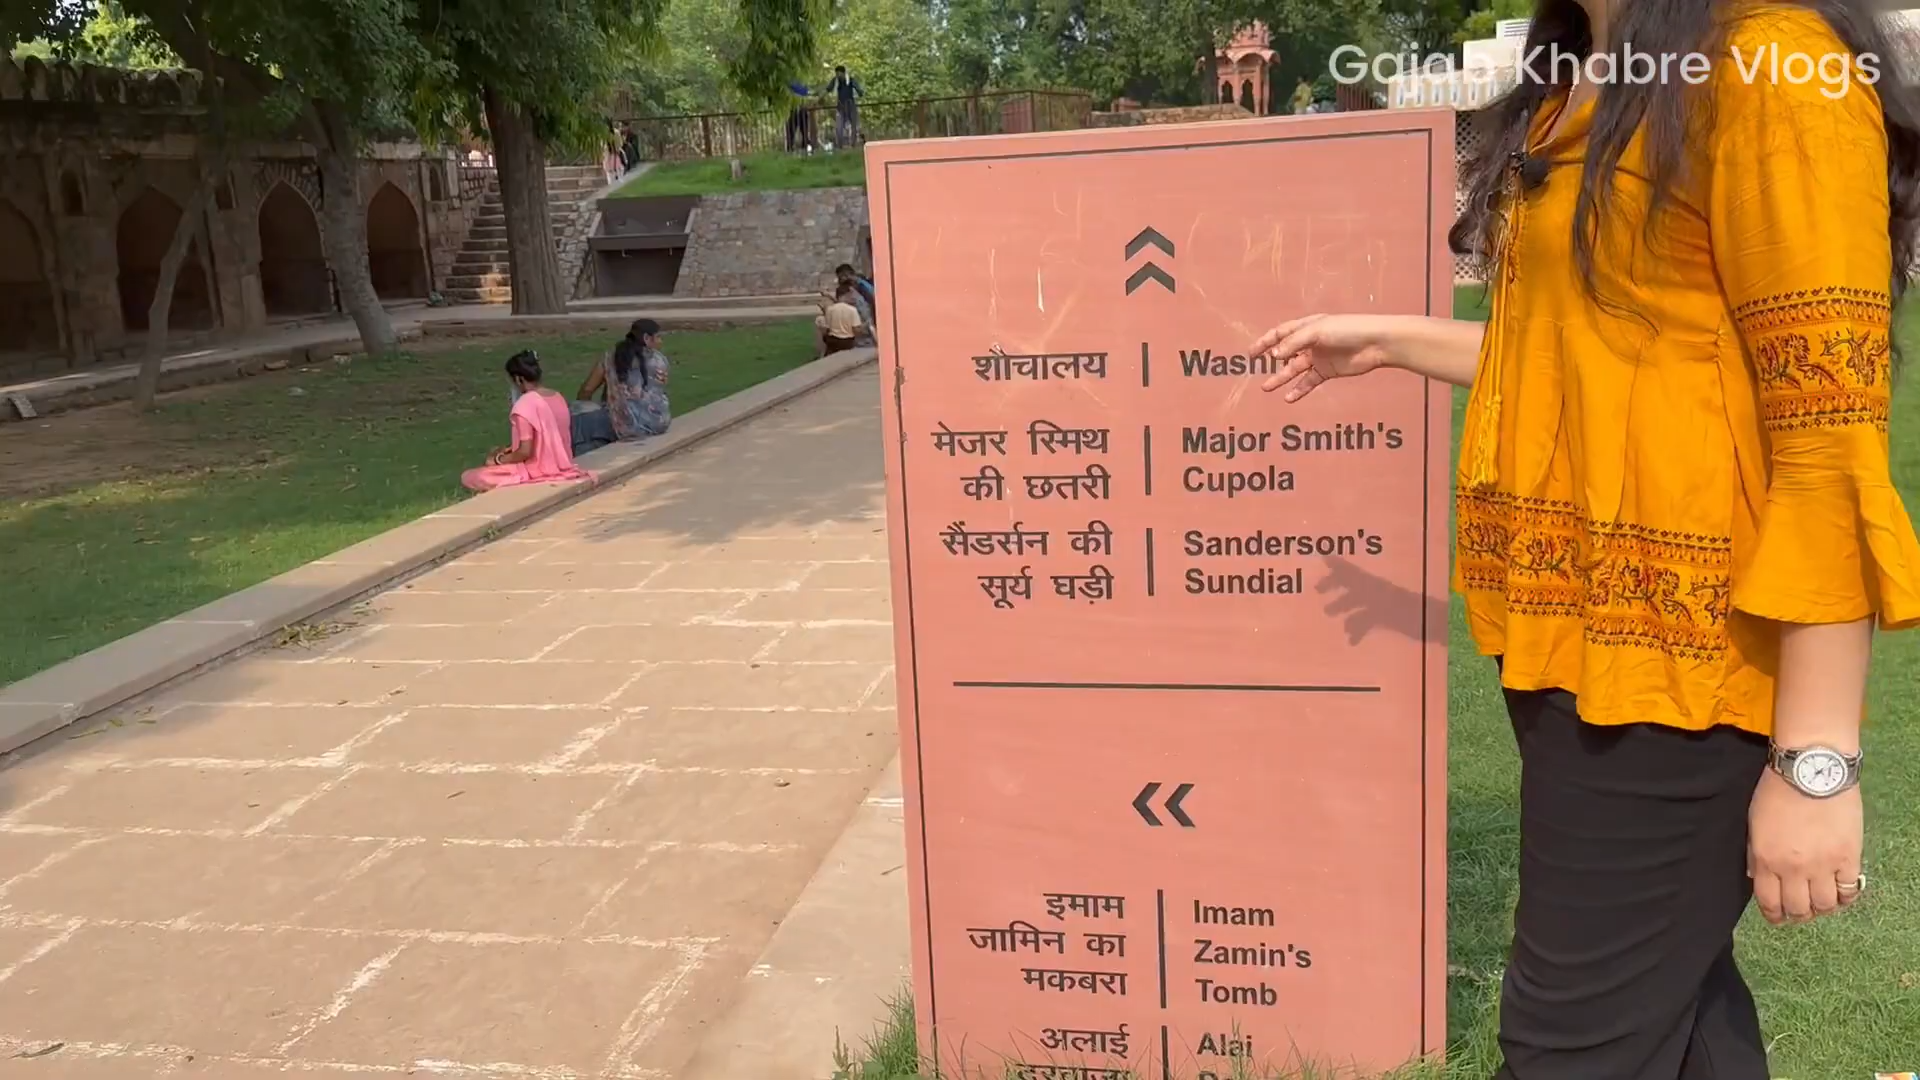 Gajab Khabre Vlogs
शौचालय | Washr
मेजर स्मिथ | Major Smith's
की छतरी | Cupola
सैंडर्सन की | Sanderson's
सूर्य घड़ी | Sundial
इमाम | Imam
जामिन का | Zamin's
मकबरा | Tomb
अलाई | Alai